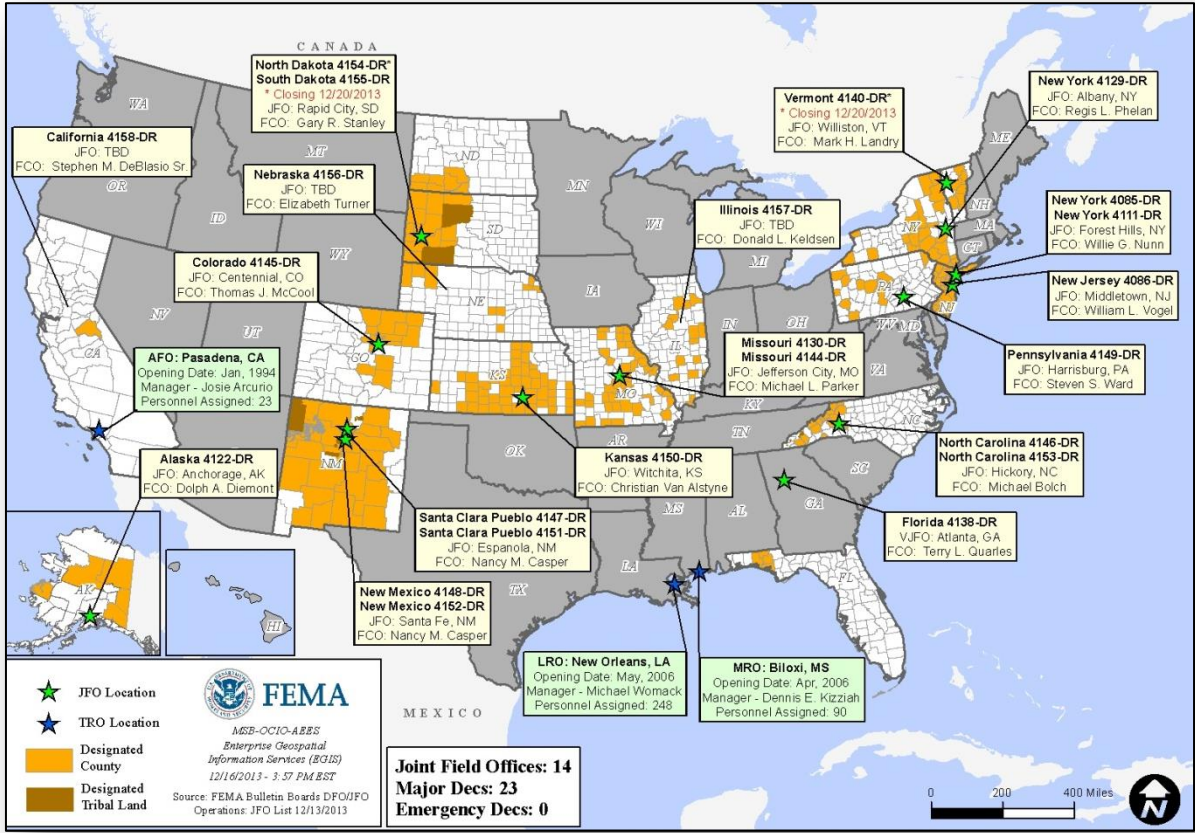 CANADA
North Dakota 4154-DR*
South Dakota 4155-DR
* Closing 12/20/2013
JFO: Rapid City, SD
FCO: Gary R. Stanley
Vermont 4140-DR*
* Closing 12/20/2013
JFO: Williston, VT
FCO: Mark H. Landry
New York 4129-DR
JFO: Albany, NY
FCO: Regis L. Phelan
California 4158-DR
JFO: TBD
FCO: Stephen M. DeBlasio Sr.
Nebraska 4156-DR
JFO: TBD
FCO: Elizabeth Turner
Illinois 4157-DR
JFO: TBD
FCO: Donald L. Keldsen
New York 4085-DR
New York 4111-DR
JFO: Forest Hills, NY
FCO: Willie G. Nunn
Colorado 4145-DR
JFO: Centennial, CO
FCO: Thomas J. McCool
New Jersey 4086-DR
JFO: Middletown, NJ
FCO: William L. Vogel
AFO: Pasadena, CA
Opening Date: Jan, 1994
Manager - Josie Arcurio
Personnel Assigned: 23
Missouri 4130-DR
Missouri 4144-DR
JFO: Jefferson City, MO
FCO: Michael L. Parker
Pennsylvania 4149-DR
JFO: Harrisburg, PA
FCO: Steven S. Ward
Alaska 4122-DR
JFO: Anchorage, AK
FCO: Dolph A. Diemont
Kansas 4150-DR
JFO: Witchita, KS
FCO: Christian Van Alstyne
North Carolina 4146-DR
North Carolina 4153-DR
JFO: Hickory, NC
FCO: Michael Bolch
Santa Clara Pueblo 4147-DR
Santa Clara Pueblo 4151-DR
JFO: Espanola, NM
FCO: Nancy M. Casper
Florida 4138-DR
VJFO: Atlanta, GA
FCO: Terry L. Quarles
New Mexico 4148-DR
New Mexico 4152-DR
JFO: Santa Fe, NM
FCO: Nancy M. Casper
LRO: New Orleans, LA
Opening Date: May, 2006
Manager - Michael Womack
Personnel Assigned: 248
MRO: Biloxi, MS
Opening Date: Apr, 2006
Manager - Dennis E. Kizziah
Personnel Assigned: 90
WA
OR
MT
ID
WY
NV
UT
CA
CO
NM
ND
SD
NE
KS
OK
TX
MN
IA
MO
AR
LA
WI
IL
MI
IN
OH
KY
TN
MS
AL
GA
FL
SC
NC
VA
WV
MD
PA
NJ
NY
CT
MA
NH
ME
AK
HI
MEXICO
JFO Location
TRO Location
Designated
County
Designated
Tribal Land
FEMA
MSB-OCIO-AEES
Enterprise Geospatial
Information Services (EGIS)
12/16/2013 - 3:57 PM EST
Source: FEMA Bulletin Boards DFO/JFO
Operations: JFO List 12/13/2013
Joint Field Offices: 14
Major Decs: 23
Emergency Decs: 0
0 200 400 Miles
N